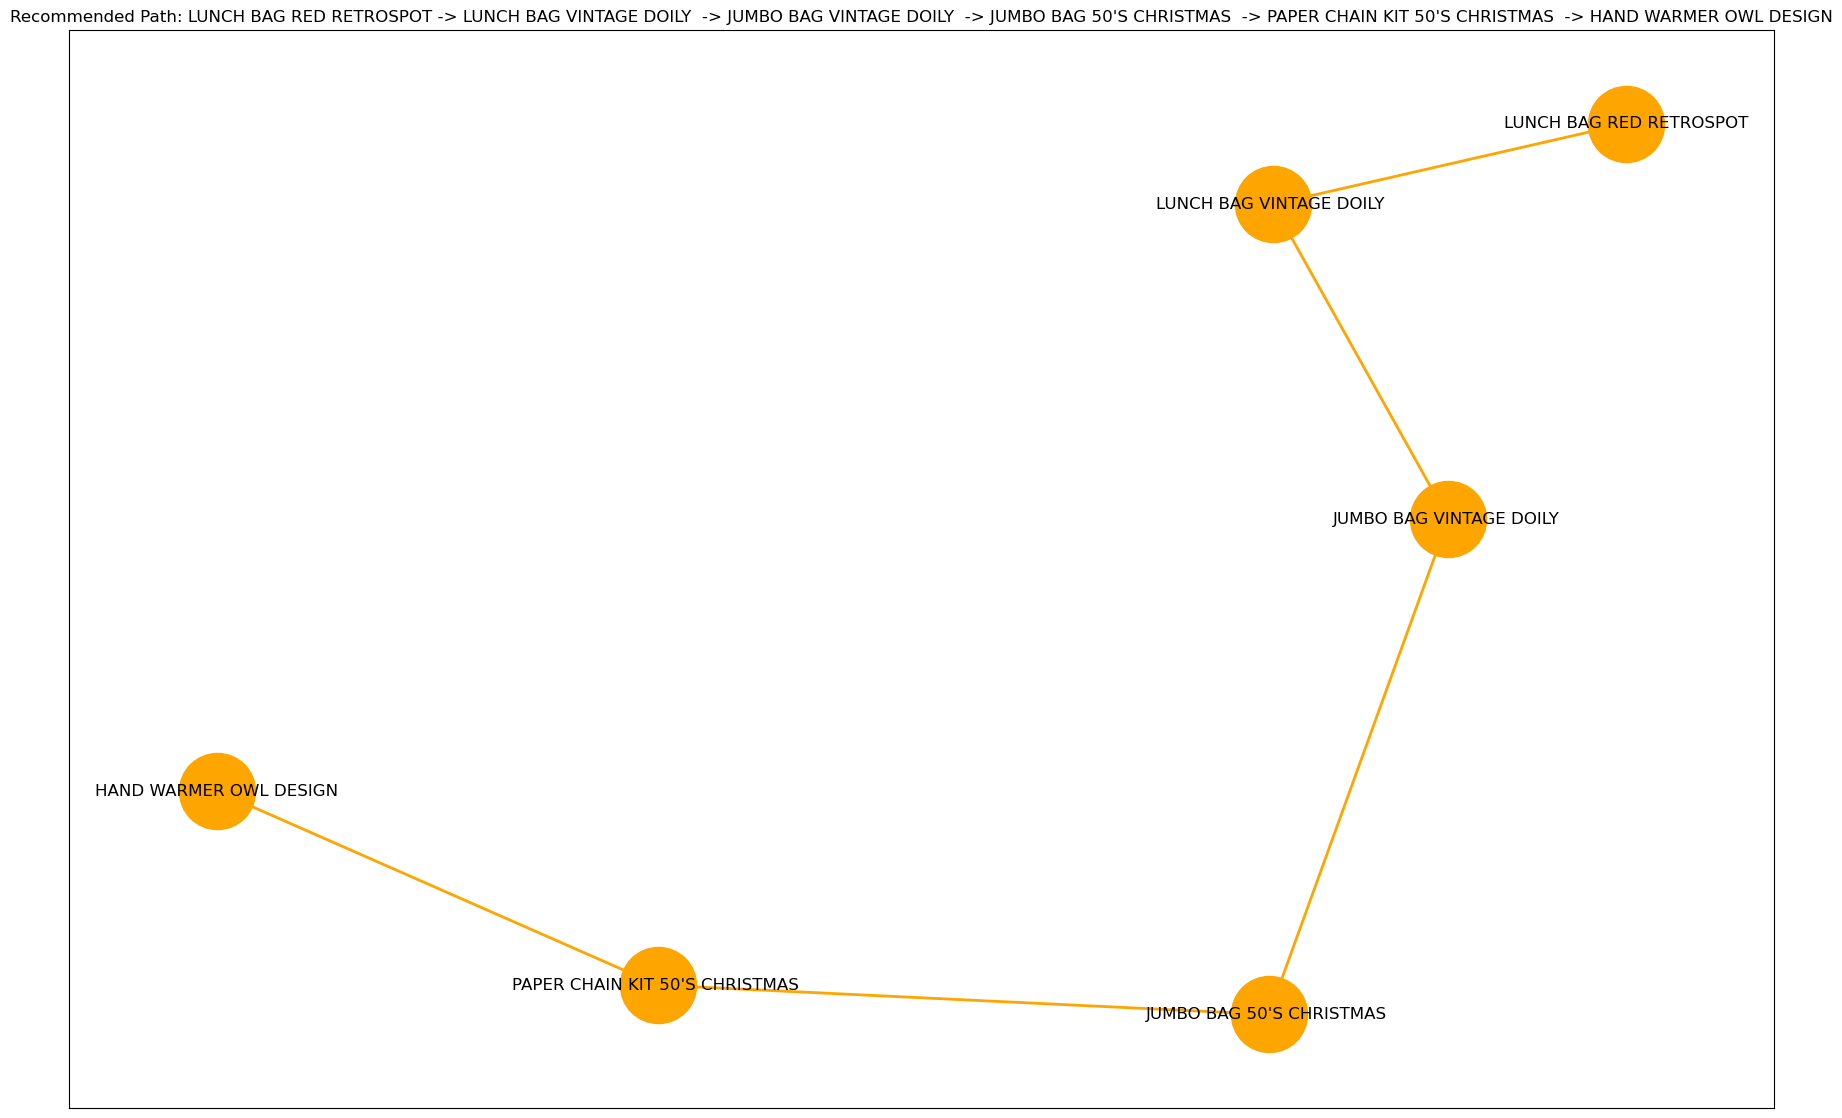 Recommended Path: LUNCH BAG RED RETROSPOT -> LUNCH BAG VINTAGE DOILY  -> JUMBO BAG VINTAGE DOILY  -> JUMBO BAG 50'S CHRISTMAS  -> PAPER CHAIN KIT 50'S CHRISTMAS  -> HAND WARMER OWL DESIGN
LUNCH BAG RED RETROSPOT
LUNCH BAG VINTAGE DOILY
JUMBO BAG VINTAGE DOILY
HAND WARMER OWL DESIGN
PAPER CHAIN KIT 50'S CHRISTMAS
JUMBO BAG 50'S CHRISTMAS